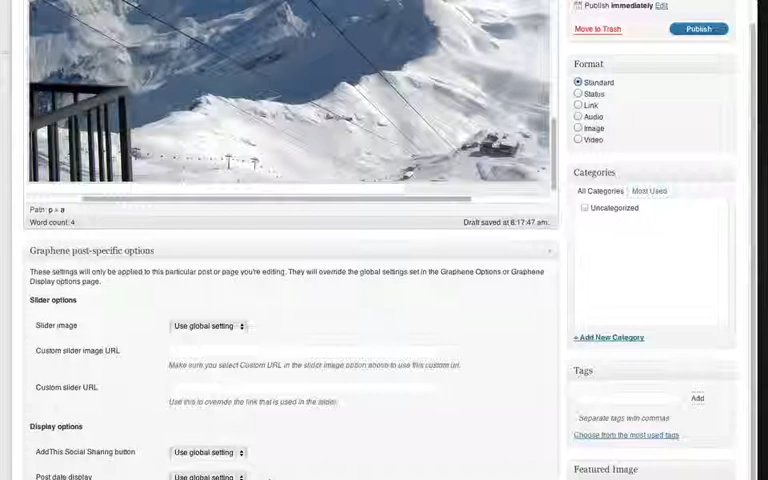 Publish immediately Edit
Move to Trash
Publish
Format
Standard
Status
Link
Audio
Image
Video
Categories
All Categories
Most Used
Uncategorized
+ Add New Category
Tags
Add
Separate tags with commas
Choose from the most used tags
Featured Image
Path: p » a
Word count: 4
Draft saved at 8:17:47 am.
Graphene post-specific options
These settings will only be applied to this particular post or page you're editing. They will override the global settings set in the Graphene Options or Graphene
Display options page.
Slider options
Slider image
Use global setting
Custom slider image URL
Make sure you select Custom URL in the slider image option above to use this custom url.
Custom slider URL
Use this to override the link that is used in the slider.
Display options
AddThis Social Sharing button
Use global setting
Post date display
Use global setting